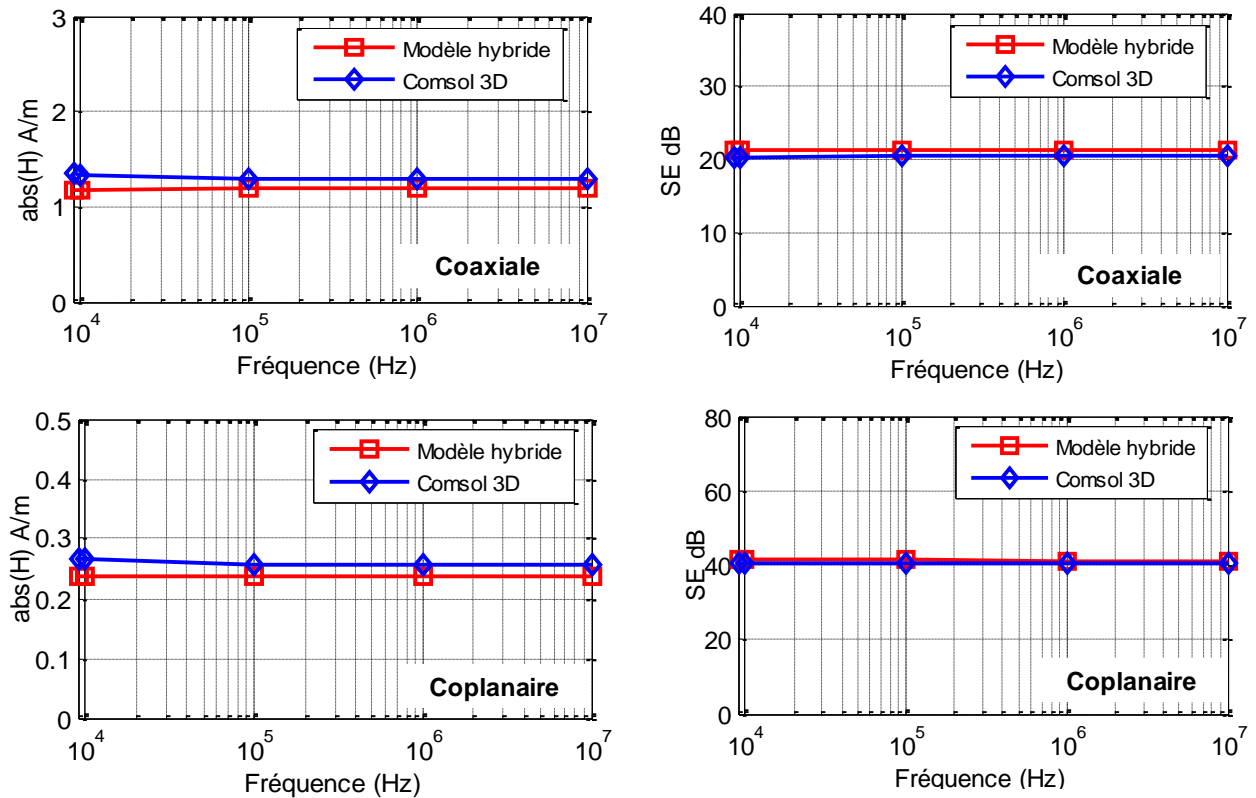 3
2
1
0
abs(H) A/m
Modèle hybride
Comsol 3D
Coaxiale
10^4
10^5
10^6
10^7
Fréquence (Hz)
40
30
20
10
0
SE dB
Modèle hybride
Comsol 3D
Coaxiale
10^4
10^5
10^6
10^7
Fréquence (Hz)
0.5
0.4
0.3
0.2
0.1
0
abs(H) A/m
Modèle hybride
Comsol 3D
Coplanaire
10^4
10^5
10^6
10^7
Fréquence (Hz)
80
60
40
20
0
SE dB
Modèle hybride
Comsol 3D
Coplanaire
10^4
10^5
10^6
10^7
Fréquence (Hz)